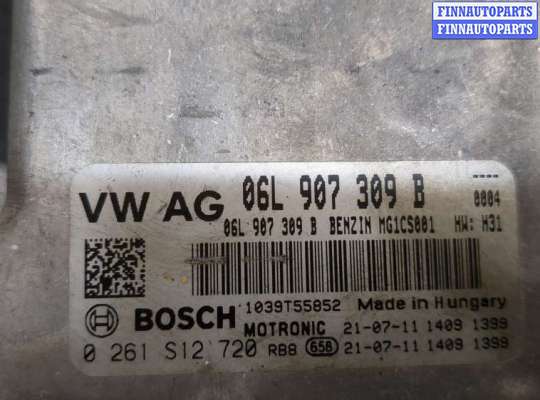 FINNAUTOPARTS
FINNAUTOPARTS
VW AG 06L 907 309 B ----
0004
06L 907 309 B BENZIN MG1CS001 HW: H31
BOSCH 1039T55852 Made in Hungary
MOTRONIC 21-07-11 1409 1399
0 261 S12 720 RB8 658 21-07-11 1409 1399